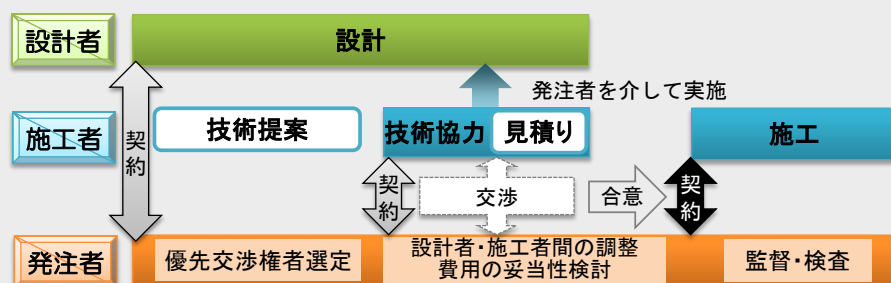 設計者
設計
発注者を介して実施
施工者
契約
技術提案
技術協力
見積り
施工
契約
交渉
合意
契約
発注者
優先交渉権者選定
設計者・施工者間の調整
費用の妥当性検討
監督・検査